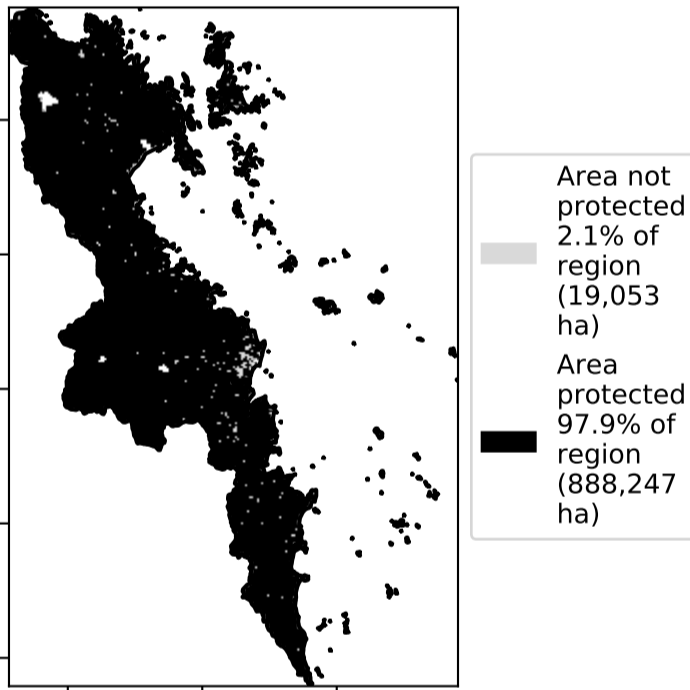 Area not
protected
2.1% of
region
(19,053
ha)
Area
protected
97.9% of
region
(888,247
ha)